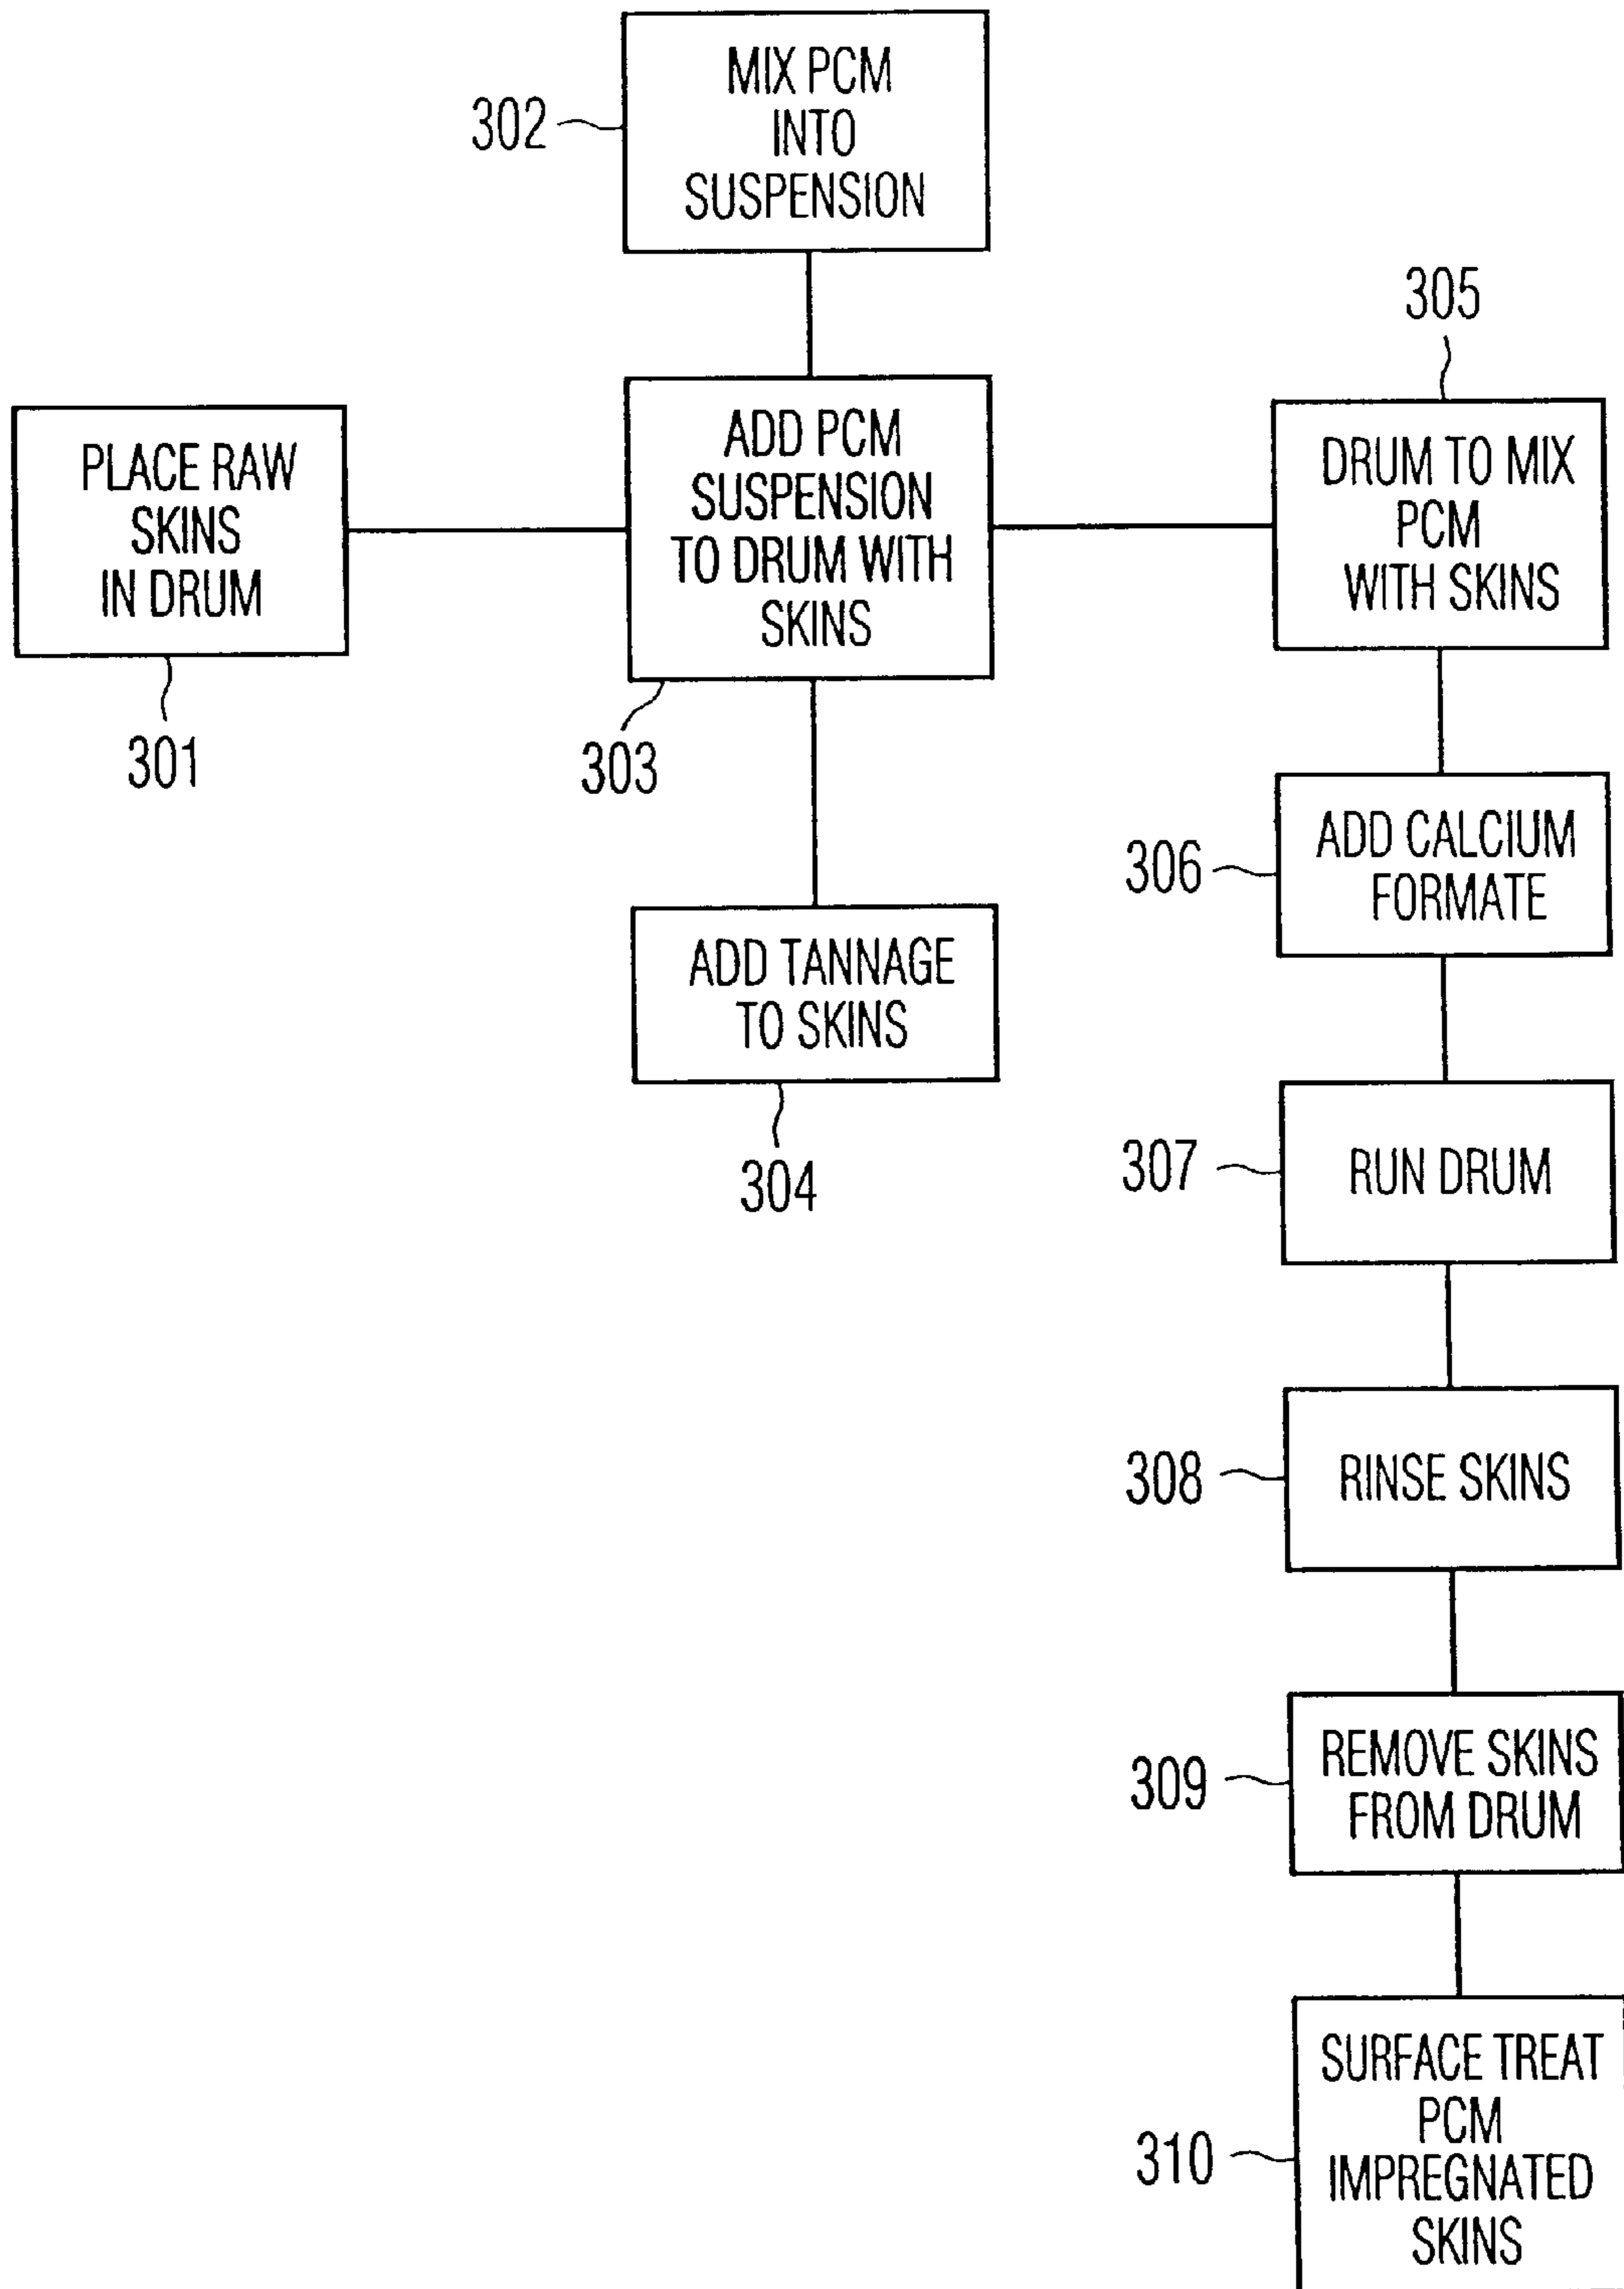 302
MIX PCM
INTO
SUSPENSION
305
PLACE RAW
SKINS
IN DRUM
301
ADD PCM
SUSPENSION
TO DRUM WITH
SKINS
303
DRUM TO MIX
PCM
WITH SKINS
306
ADD CALCIUM
FORMATE
ADD TANNAGE
TO SKINS
304
307
RUN DRUM
308
RINSE SKINS
309
REMOVE SKINS
FROM DRUM
310
SURFACE TREAT
PCM
IMPREGNATED
SKINS